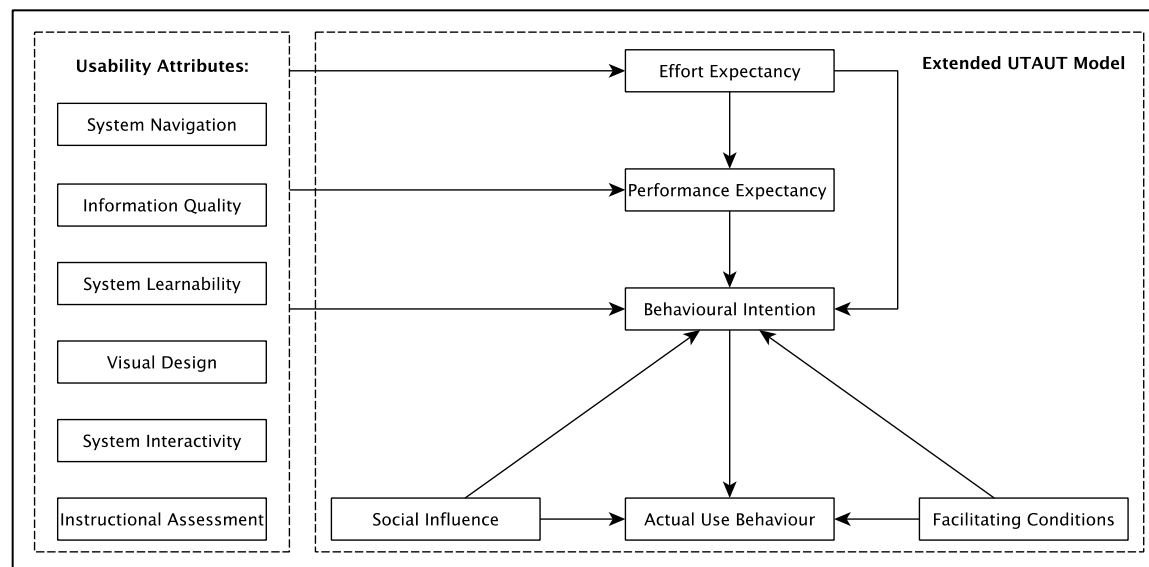 Usability Attributes:
System Navigation
Information Quality
System Learnability
Visual Design
System Interactivity
Instructional Assessment
Extended UTAUT Model
Effort Expectancy
Performance Expectancy
Behavioural Intention
Social Influence
Actual Use Behaviour
Facilitating Conditions